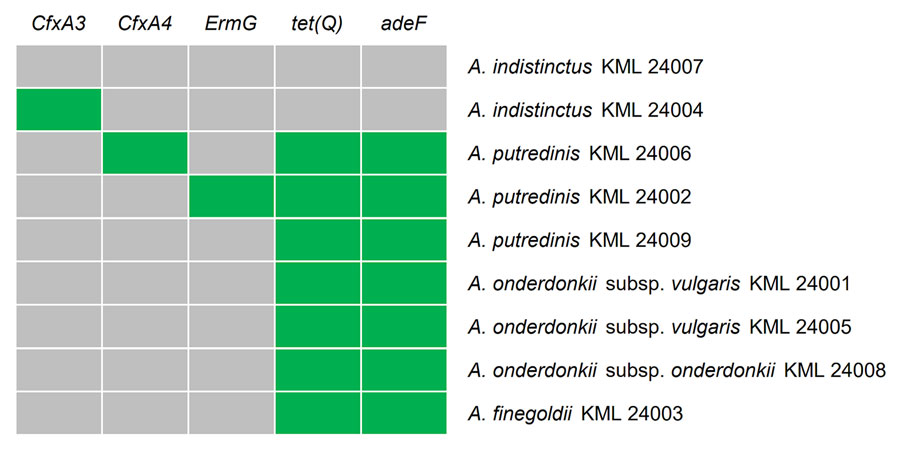 CfxA3 CfxA4 ErmG tet(Q) adeF
A. indistinctus KML 24007
A. indistinctus KML 24004
A. putredinis KML 24006
A. putredinis KML 24002
A. putredinis KML 24009
A. onderdonkii subsp. vulgaris KML 24001
A. onderdonkii subsp. vulgaris KML 24005
A. onderdonkii subsp. onderdonkii KML 24008
A. finegoldii KML 24003